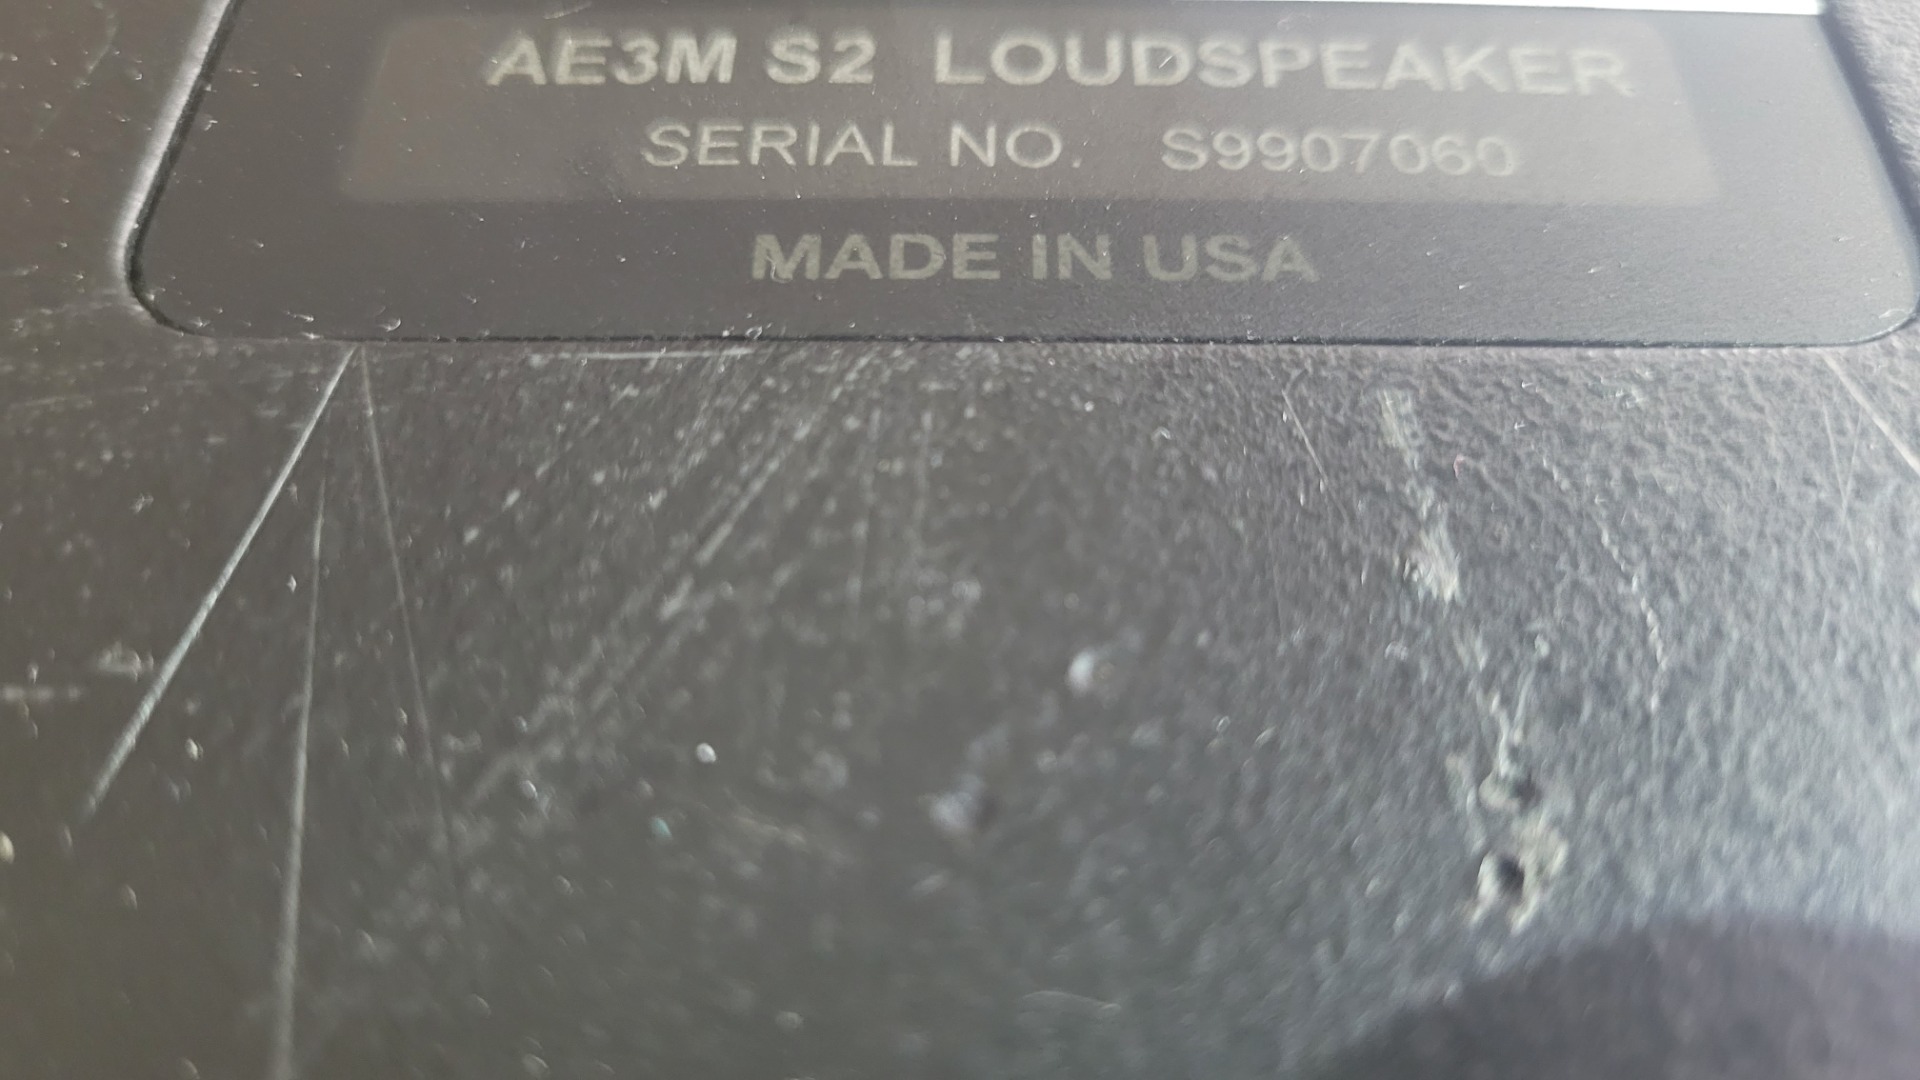 AE3M S2 LOUDSPEAKER
SERIAL NO. S9907060
MADE IN USA